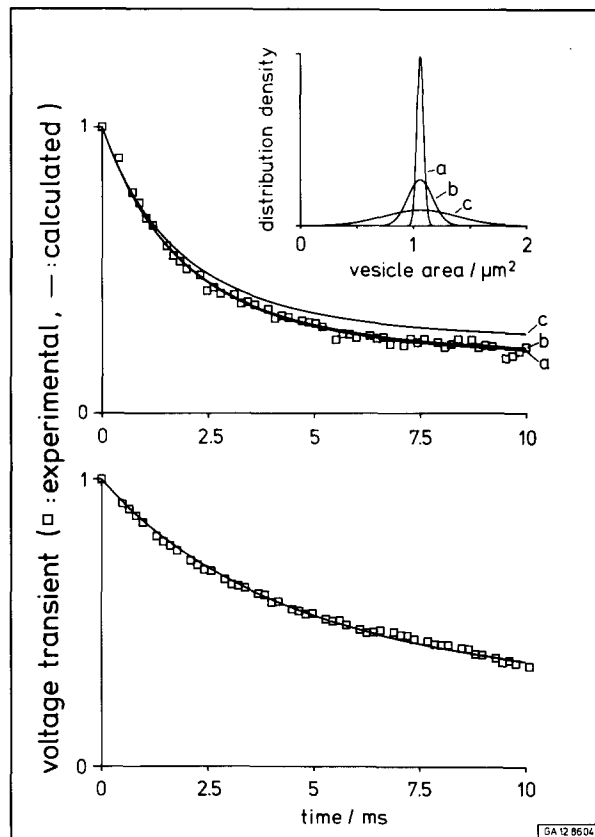 voltage transient (□ :experimental, — :calculated )
distribution density
a
b
c
0 1 2
vesicle area / μm²
1
0
c
b
a
0 2.5 5 7.5 10
1
0
0 2.5 5 7.5 10
time / ms
GA 12 8604